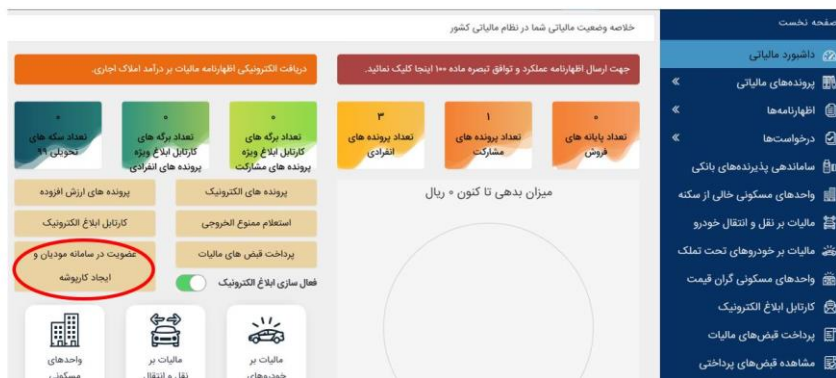 صفحه نخست
داشبورد مالیاتی
پرونده‌های مالیاتی
اظهارنامه‌ها
درخواست‌ها
ساماندهی پذیرنده‌های بانکی
واحدهای مسکونی خالی از سکنه
مالیات بر نقل و انتقال خودرو
مالیات بر خودروهای تحت تملک
واحدهای مسکونی گران قیمت
کارتابل ابلاغ الکترونیک
پرداخت قبض‌های مالیات
مشاهده قبض‌های پرداختی
خلاصه وضعیت مالیاتی شما در نظام مالیاتی کشور
جهت ارسال اظهارنامه عملکرد و توافق تبصره ماده ۱۰۰ اینجا کلیک نمائید.
دریافت الکترونیکی اظهارنامه مالیات بر درآمد املاک اجاری.
۰
تعداد پایانه های
فروش
۱
تعداد پرونده های
مشارکت
۳
تعداد پرونده های
انفرادی
۰
تعداد برگه های
کارتابل ابلاغ ویژه
پرونده های مشارکت
۰
تعداد برگه های
کارتابل ابلاغ ویژه
پرونده های انفرادی
۰
تعداد سکه های
تحویلی ۹۹
میزان بدهی تا کنون ۰ ریال
پرونده های الکترونیک
پرونده های ارزش افزوده
استعلام ممنوع الخروجی
کارتابل ابلاغ الکترونیک
پرداخت قبض های مالیات
عضویت در سامانه مودیان و
ایجاد کارپوشه
فعال سازی ابلاغ الکترونیک
مالیات بر
خودروهای
مالیات بر
نقل و انتقال
واحدهای
مسکونی